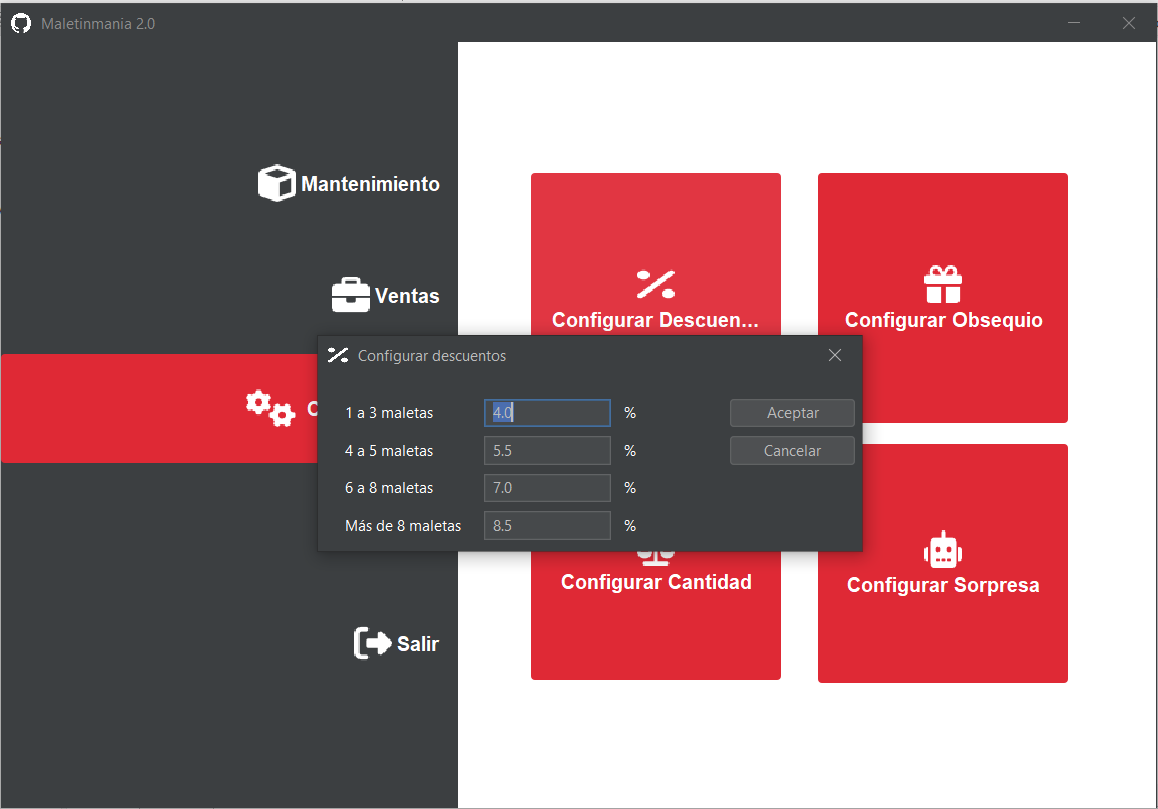 Maletinmania 2.0
Mantenimiento
Ventas
C
Salir
Configurar Descuen...
Configurar Obsequio
Configurar descuentos
1 a 3 maletas 4.0 % Aceptar
4 a 5 maletas 5.5 % Cancelar
6 a 8 maletas 7.0 %
Más de 8 maletas 8.5 %
Configurar Cantidad
Configurar Sorpresa